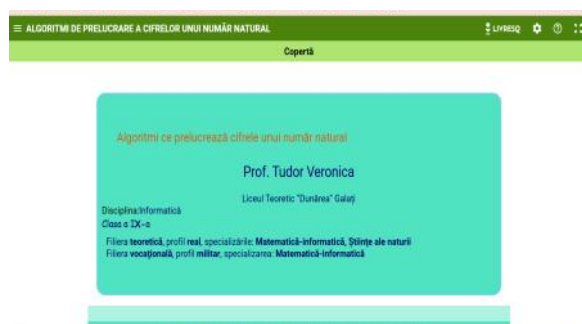 ALGORITMI DE PRELUCRARE A CIFRELOR UNUI NUMĂR NATURAL
LIVRESQ
Copertă
Algoritmi ce prelucrează cifrele unui număr natural
Prof. Tudor Veronica
Liceul Teoretic "Dunărea" Galați
Disciplina:Informatică
Clasa a IX-a
Filiera teoretică, profil real, specializările: Matematică-informatică, Științe ale naturii
Filiera vocațională, profil militar, specializarea: Matematică-informatică